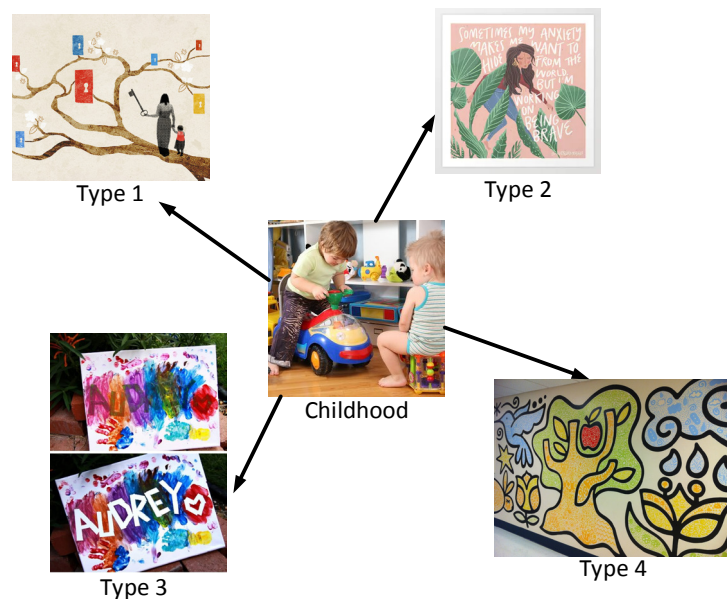 SOMETIMES MY ANXIETY
MAKES ME WANT TO
HIDE FROM THE
WORLD
BUT I'M
WORKING
ON
BEING
BRAVE
Type 1
Type 2
AUDREY
AUDREY
Childhood
Type 3
Type 4